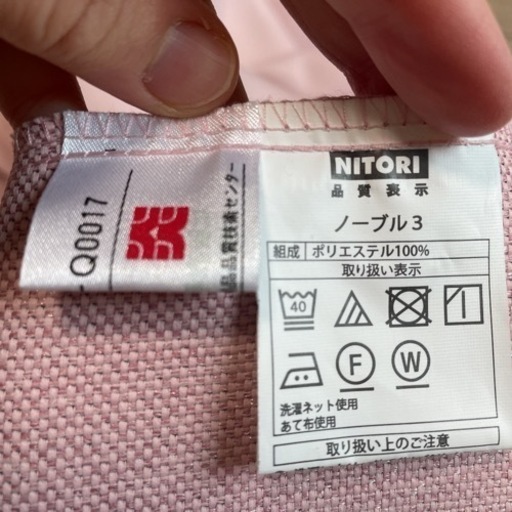 Q0017
品質技術センター
NITORI
品質表示
ノーブル3
組成 ポリエステル100%
取り扱い表示
40
F W
洗濯ネット使用
あて布使用
取り扱い上のご注意